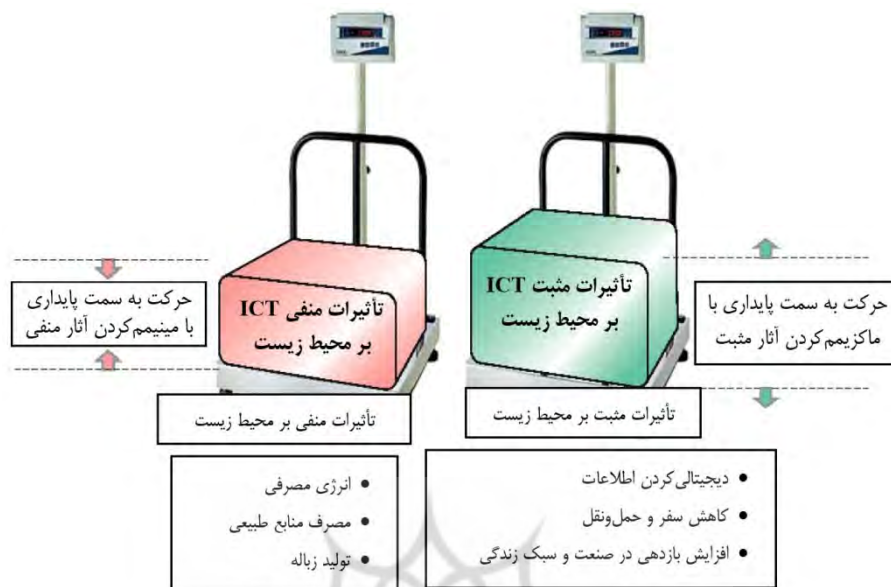 تأثیرات مثبت ICT
بر محیط زیست
تأثیرات منفی ICT
بر محیط زیست
حرکت به سمت پایداری با
ماکزیمم‌کردن آثار مثبت
حرکت به سمت پایداری
با مینیمم‌کردن آثار منفی
تأثیرات مثبت بر محیط زیست
تأثیرات منفی بر محیط زیست
• دیجیتالی‌کردن اطلاعات
• کاهش سفر و حمل‌ونقل
• افزایش بازدهی در صنعت و سبک زندگی
• انرژی مصرفی
• مصرف منابع طبیعی
• تولید زباله